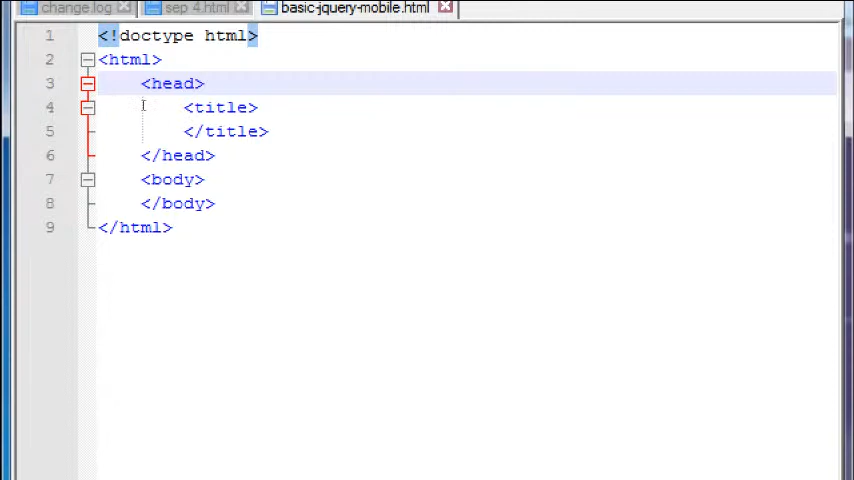 change.log sep 4.html basic-jquery-mobile.html
1 <!doctype html>
2 <html>
3 <head>
4 <title>
5 </title>
6 </head>
7 <body>
8 </body>
9 </html>